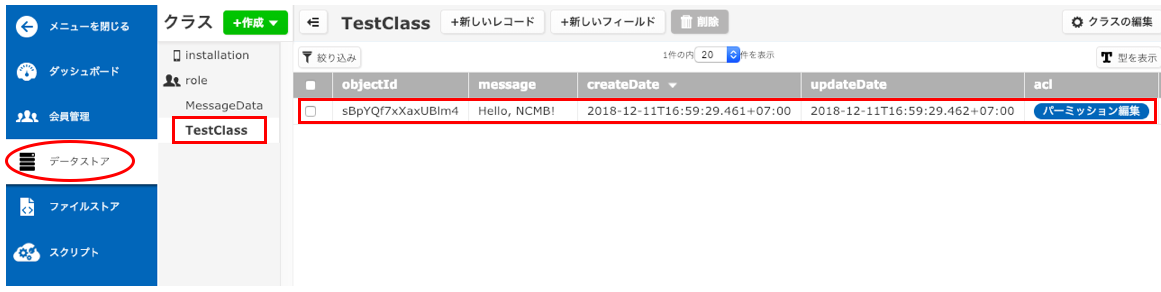 メニューを閉じる
ダッシュボード
会員管理
データストア
ファイルストア
スクリプト
クラス +作成
installation
role
MessageData
TestClass
TestClass +新しいレコード +新しいフィールド 削除 クラスの編集
絞り込み 1件の内 20 件を表示 T 型を表示
objectId message createDate updateDate acl
sBpYQf7xXaxUBlm4 Hello, NCMB! 2018-12-11T16:59:29.461+07:00 2018-12-11T16:59:29.462+07:00 パーミッション編集